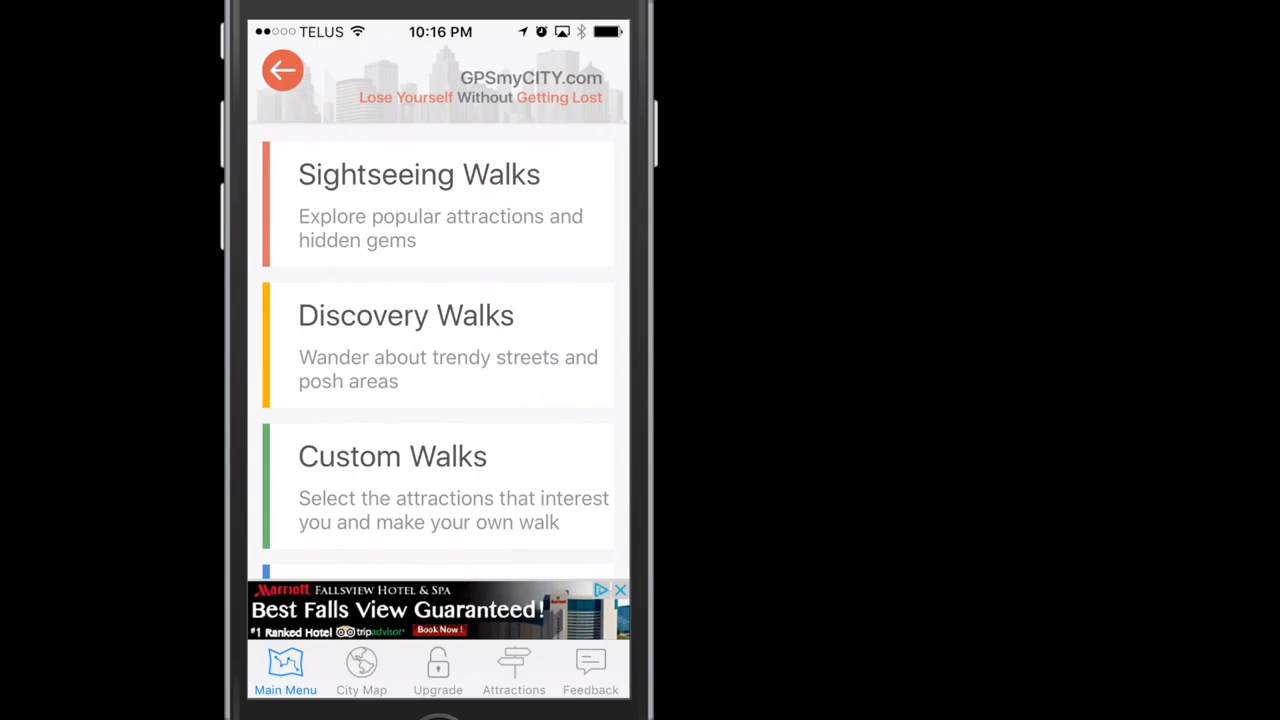 TELUS 10:16 PM
GPSmyCITY.com
Lose Yourself Without Getting Lost
Sightseeing Walks
Explore popular attractions and
hidden gems
Discovery Walks
Wander about trendy streets and
posh areas
Custom Walks
Select the attractions that interest
you and make your own walk
Marriott FALLSVIEW HOTEL & SPA
BEST FALLS VIEW GUARANTEED!
#1 Ranked Hotel tripadvisor Book Now!
Main Menu City Map Upgrade Attractions Feedback